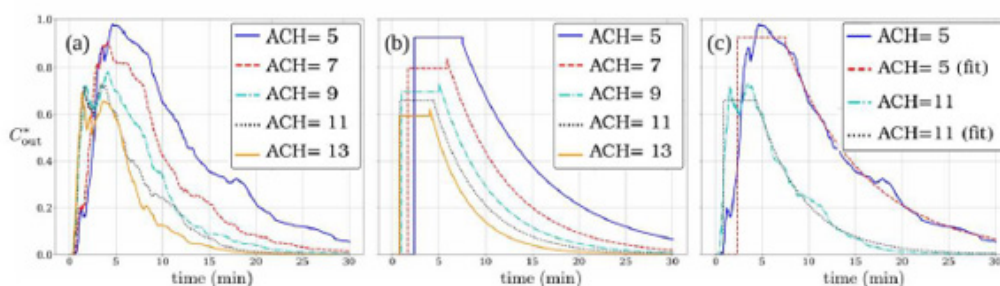 (a)
ACH= 5
ACH= 7
ACH= 9
ACH= 11
ACH= 13
(b)
ACH= 5
ACH= 7
ACH= 9
ACH= 11
ACH= 13
(c)
ACH= 5
ACH= 5 (fit)
ACH= 11
ACH=11 (fit)
C*out
1.0
0.8
0.6
0.4
0.2
0.0
0 5 10 15 20 25 30
0 5 10 15 20 25 30
0 5 10 15 20 25 30
time (min)
time (min)
time (min)